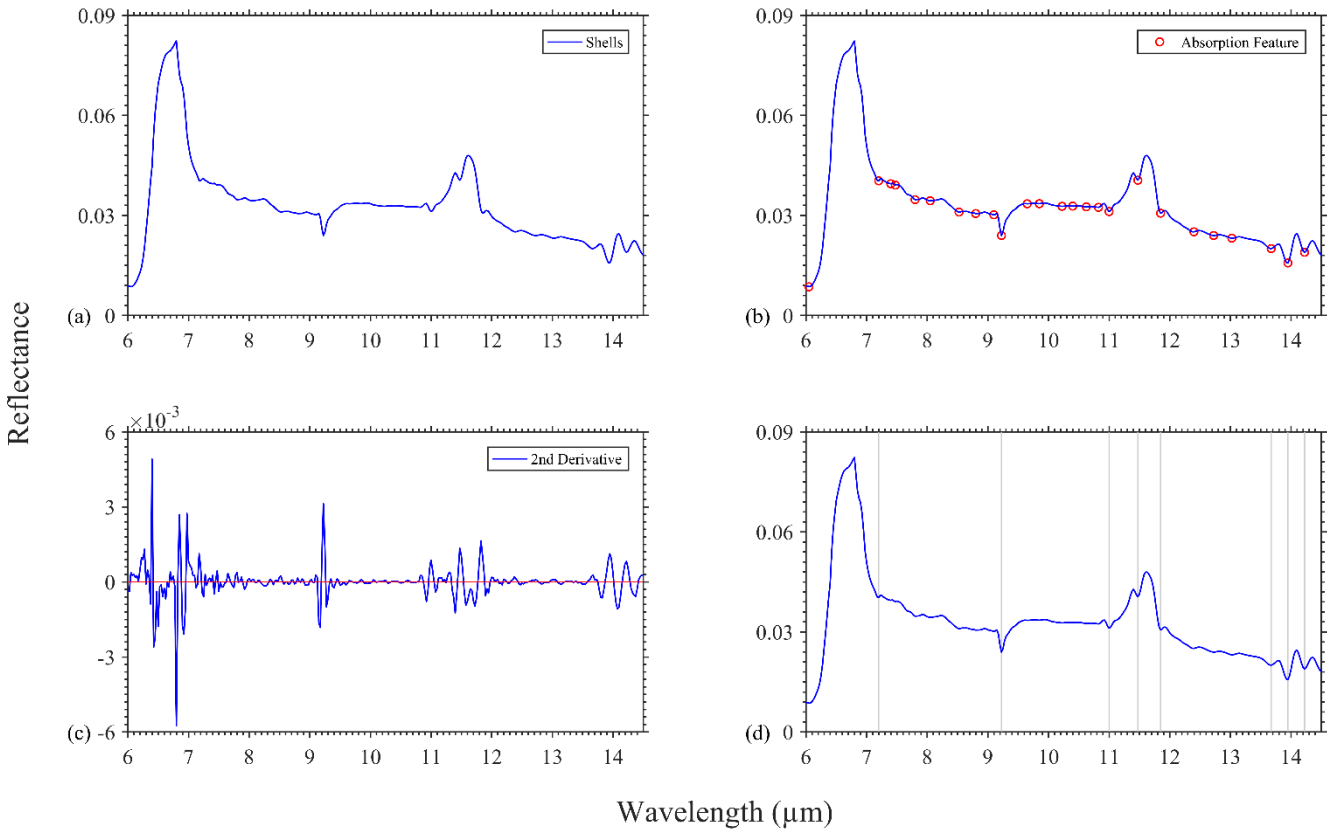 0.09
0.06
0.03
0
6 7 8 9 10 11 12 13 14
Shells
(a)
0.09
0.06
0.03
0
6 7 8 9 10 11 12 13 14
Absorption Feature
(b)
Reflectance
×10-3
6
3
0
-3
-6
6 7 8 9 10 11 12 13 14
2nd Derivative
(c)
0.09
0.06
0.03
0
6 7 8 9 10 11 12 13 14
(d)
Wavelength (µm)